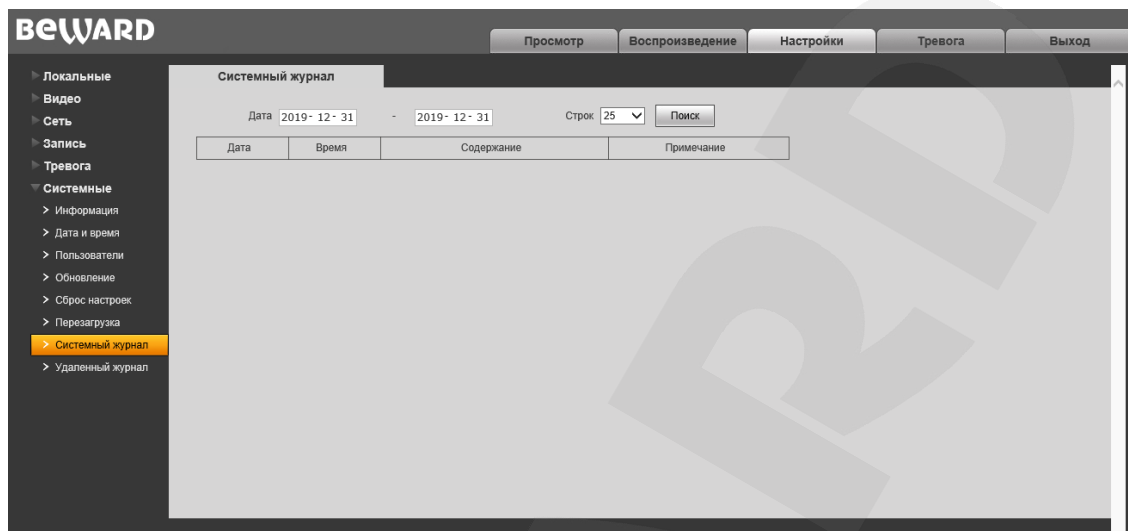 BEWARD
Просмотр Воспроизведение Настройки Тревога Выход
Локальные
Видео
Сеть
Запись
Тревога
Системные
Информация
Дата и время
Пользователи
Обновление
Сброс настроек
Перезагрузка
Системный журнал
Удаленный журнал
Системный журнал
Дата 2019- 12- 31 - 2019- 12- 31 Строк 25 Поиск
Дата Время Содержание Примечание